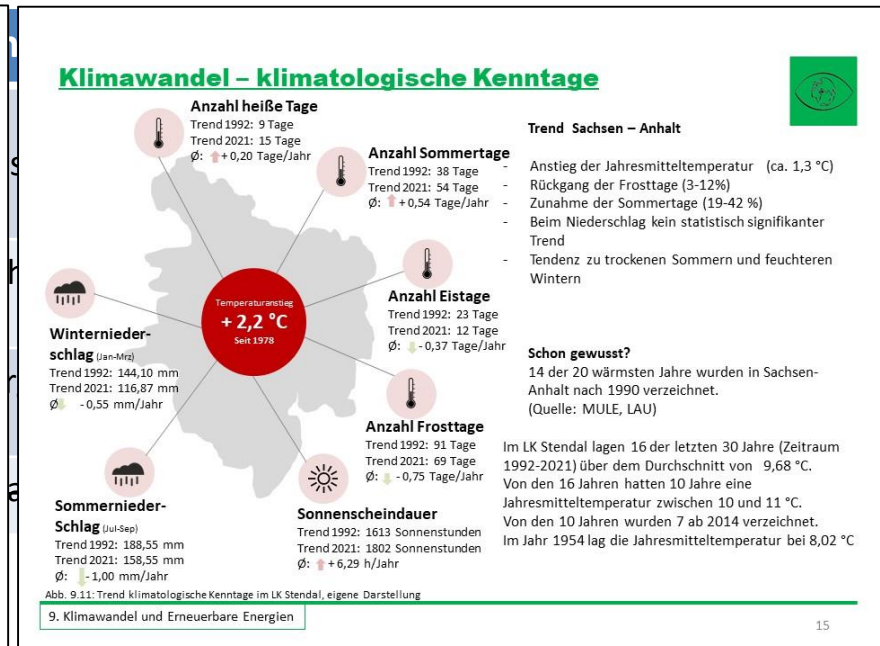 Klimawandel – klimatologische Kenntage
Anzahl heiße Tage
Trend 1992: 9 Tage
Trend 2021: 15 Tage
Ø: + 0,20 Tage/Jahr
Anzahl Sommertage
Trend 1992: 38 Tage
Trend 2021: 54 Tage
Ø: + 0,54 Tage/Jahr
Anzahl Eistage
Trend 1992: 23 Tage
Trend 2021: 12 Tage
Ø: - 0,37 Tage/Jahr
Temperaturanstieg
+ 2,2 °C
Seit 1978
Winternieder-
schlag (Jan-Mrz)
Trend 1992: 144,10 mm
Trend 2021: 116,87 mm
Ø - 0,55 mm/Jahr
Anzahl Frosttage
Trend 1992: 91 Tage
Trend 2021: 69 Tage
Ø: - 0,75 Tage/Jahr
Sommernieder-
Schlag (Jul-Sep)
Trend 1992: 188,55 mm
Trend 2021: 158,55 mm
Ø: - 1,00 mm/Jahr
Sonnenscheindauer
Trend 1992: 1613 Sonnenstunden
Trend 2021: 1802 Sonnenstunden
Ø: + 6,29 h/Jahr
Trend Sachsen – Anhalt
- Anstieg der Jahresmitteltemperatur (ca. 1,3 °C)
- Rückgang der Frosttage (3-12%)
- Zunahme der Sommertage (19-42 %)
- Beim Niederschlag kein statistisch signifikanter
Trend
- Tendenz zu trockenen Sommern und feuchteren
Wintern
Schon gewusst?
14 der 20 wärmsten Jahre wurden in Sachsen-
Anhalt nach 1990 verzeichnet.
(Quelle: MULE, LAU)
Im LK Stendal lagen 16 der letzten 30 Jahre (Zeitraum
1992-2021) über dem Durchschnitt von 9,68 °C.
Von den 16 Jahren hatten 10 Jahre eine
Jahresmitteltemperatur zwischen 10 und 11 °C.
Von den 10 Jahren wurden 7 ab 2014 verzeichnet.
Im Jahr 1954 lag die Jahresmitteltemperatur bei 8,02 °C
Abb. 9.11: Trend klimatologische Kenntage im LK Stendal, eigene Darstellung
9. Klimawandel und Erneuerbare Energien
15